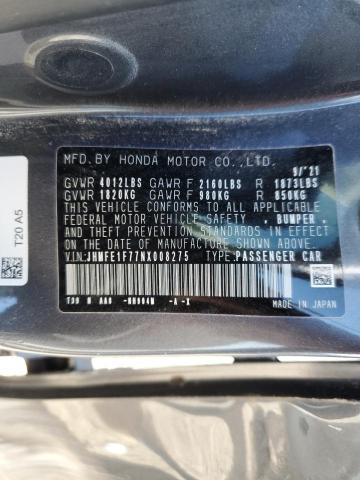 MFD.BY HONDA MOTOR CO.,LTD.
9/'21
GVWR 4012LBS GAWR F 2160LBS R 1873LBS
GVWR 1820KG GAWR F 980KG R 850KG
THIS VEHICLE CONFORMS TO ALL APPLICABLE
FEDERAL MOTOR VEHICLE SAFETY, BUMPER,
AND THEFT PREVENTION STANDARDS IN EFFECT
ON THE DATE OF MANUFACTURE SHOWN ABOVE.
V.I.N:JHMFE1F77NX008275 TYPE:PASSENGER CAR
-A-X
MADE IN JAPAN
T20 A5